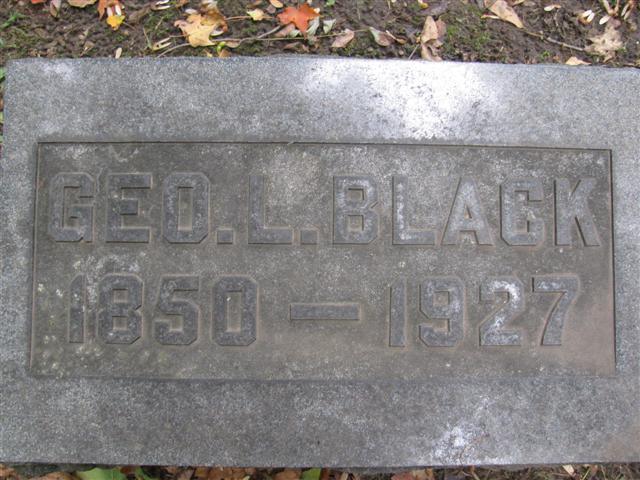 GEO. L. BLACK
1850 — 1927